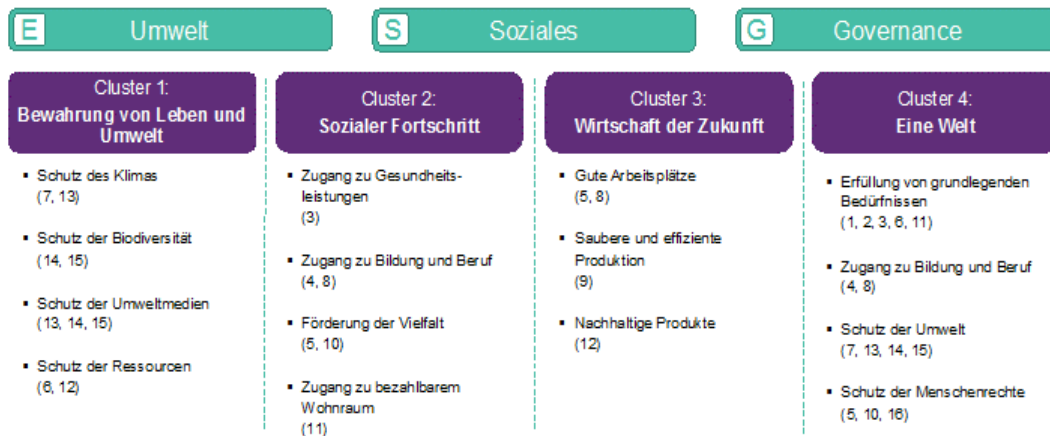 E Umwelt
S Soziales
G Governance
Cluster 1:
Bewahrung von Leben und
Umwelt
▪ Schutz des Klimas
(7, 13)
▪ Schutz der Biodiversität
(14, 15)
▪ Schutz der Umweltmedien
(13, 14, 15)
▪ Schutz der Ressourcen
(6, 12)
Cluster 2:
Sozialer Fortschritt
▪ Zugang zu Gesundheits-
leistungen
(3)
▪ Zugang zu Bildung und Beruf
(4, 8)
▪ Förderung der Vielfalt
(5, 10)
▪ Zugang zu bezahlbarem
Wohnraum
(11)
Cluster 3:
Wirtschaft der Zukunft
▪ Gute Arbeitsplätze
(5, 8)
▪ Saubere und effiziente
Produktion
(9)
▪ Nachhaltige Produkte
(12)
Cluster 4:
Eine Welt
▪ Erfüllung von grundlegenden
Bedürfnissen
(1, 2, 3, 6, 11)
▪ Zugang zu Bildung und Beruf
(4, 8)
▪ Schutz der Umwelt
(7, 13, 14, 15)
▪ Schutz der Menschenrechte
(5, 10, 16)